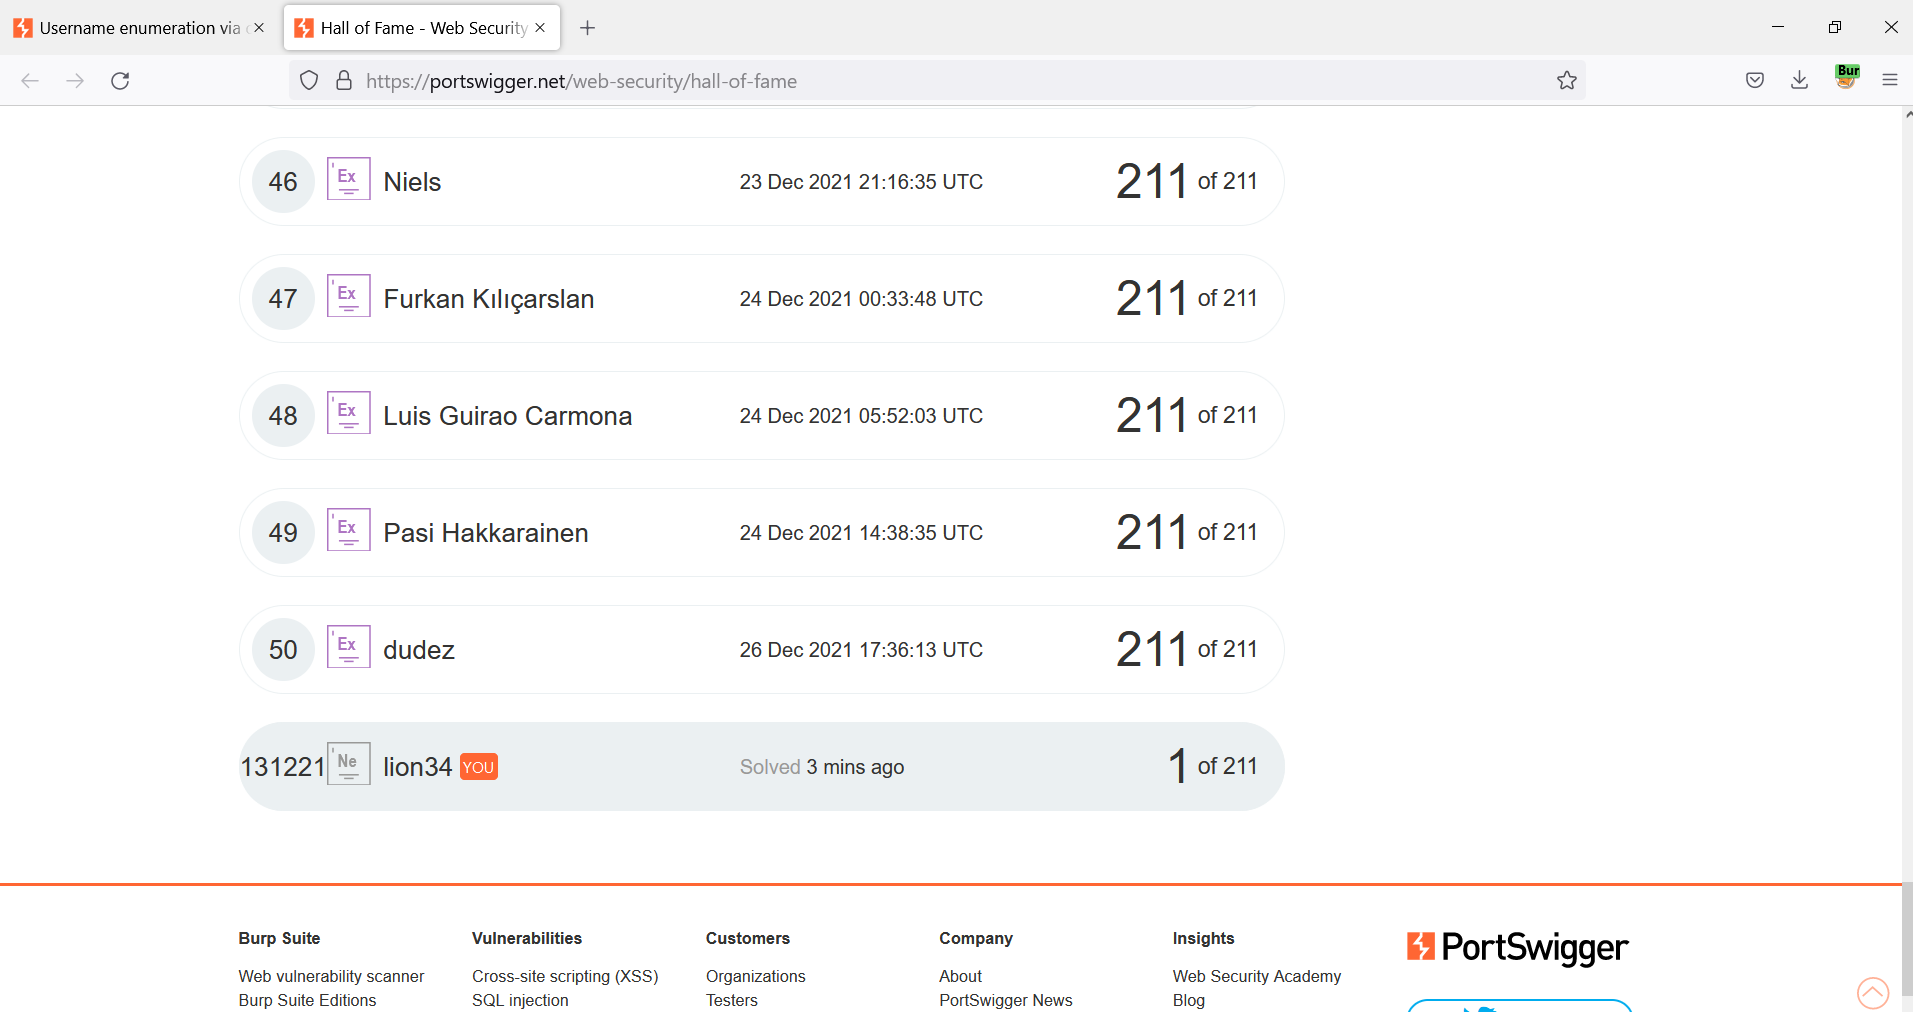 Username enumeration via
Hall of Fame - Web Security
https://portswigger.net/web-security/hall-of-fame
Bur
46 Ex Niels 23 Dec 2021 21:16:35 UTC 211 of 211
47 Ex Furkan Kılıçarslan 24 Dec 2021 00:33:48 UTC 211 of 211
48 Ex Luis Guirao Carmona 24 Dec 2021 05:52:03 UTC 211 of 211
49 Ex Pasi Hakkarainen 24 Dec 2021 14:38:35 UTC 211 of 211
50 Ex dudez 26 Dec 2021 17:36:13 UTC 211 of 211
131221 Ne lion34 YOU Solved 3 mins ago 1 of 211
Burp Suite Vulnerabilities Customers Company Insights
PortSwigger
Web vulnerability scanner Cross-site scripting (XSS) Organizations About Web Security Academy
Burp Suite Editions SQL injection Testers PortSwigger News Blog